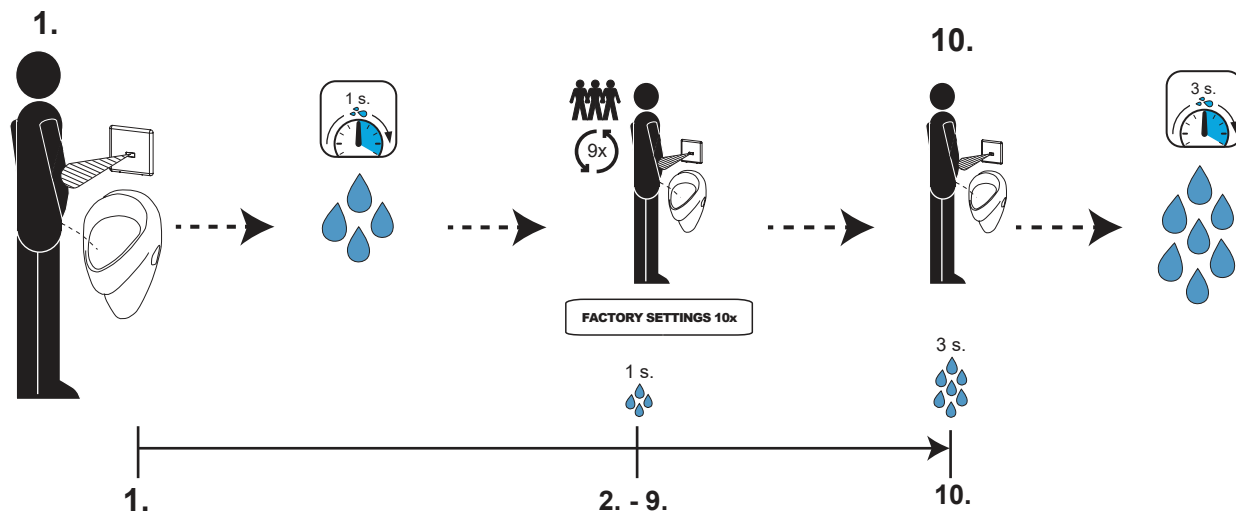 1.
10.
1 s.
3 s.
9x
FACTORY SETTINGS 10x
1 s.
3 s.
1.
2. - 9.
10.